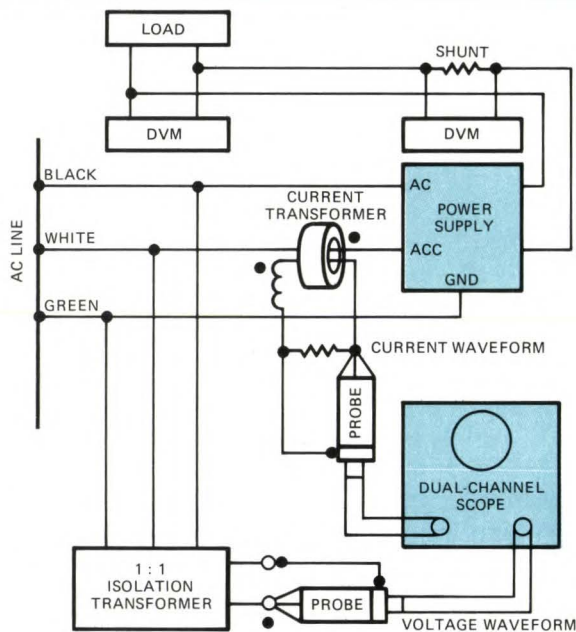 LOAD
SHUNT
DVM
DVM
BLACK
AC
CURRENT
TRANSFORMER
POWER
SUPPLY
AC LINE
WHITE
ACC
GND
GREEN
CURRENT WAVEFORM
PROBE
DUAL-CHANNEL
SCOPE
1 : 1
ISOLATION
TRANSFORMER
PROBE
VOLTAGE WAVEFORM